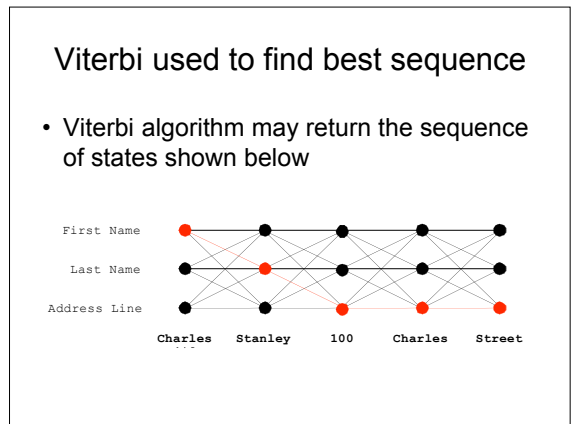 Viterbi used to find best sequence
• Viterbi algorithm may return the sequence
of states shown below
First Name
Last Name
Address Line
Charles Stanley 100 Charles Street